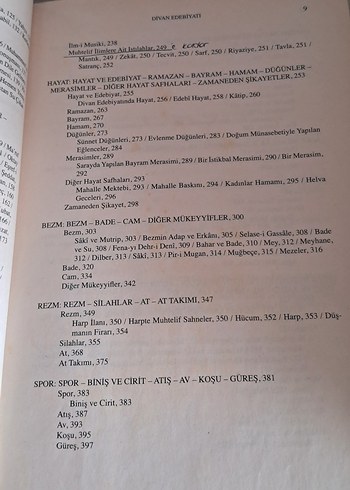 DİVAN EDEBİYATI
9
İlm-i Musiki, 238
Muhtelif İlimlere Ait Istılahlar, 249 e kadar
Mantık, 249 / Zekât, 250 / Tecvit, 250 / Sarf, 250 / Riyaziye, 251 / Tavla, 251 /
Satranç, 252
HAYAT: HAYAT VE EDEBİYAT – RAMAZAN – BAYRAM – HAMAM – DÜĞÜNLER –
MERASİMLER – DİĞER HAYAT SAFHALARI – ZAMANEDEN ŞİKAYETLER, 253
Hayat ve Edebiyat, 255
Divan Edebiyatında Hayat, 256 / Edebî Hayat, 258 / Kâtip, 260
Ramazan, 263
Bayram, 267
Hamam, 270
Düğünler, 273
Sünnet Düğünleri, 273 / Evlenme Düğünleri, 283 / Doğum Münasebetiyle Yapılan
Eğlenceler, 284
Merasimler, 289
Sarayda Yapılan Bayram Merasimi, 289 / Bir İstikbal Merasimi, 290 / Bir Merasim,
292
Diğer Hayat Safhaları, 293
Mahalle Mektebi, 293 / Mahalle Baskını, 294 / Kadınlar Hamamı, 295 / Helva
Geceleri, 296
Zamaneden Şikayet, 298
BEZM: BEZM – BADE – CAM – DİĞER MÜKEYYİFLER, 300
Bezm, 303
Sâkî ve Mutrip, 303 / Bezmin Adap ve Erkânı, 305 / Selase-i Gassâle, 308 / Bade
ve Su, 308 / Fena-yı Dehr-i Denî, 309 / Bahar ve Bade, 310 / Mey, 312 / Meyhane,
312 / Dilber, 313 / Sâkî, 313 / Pir-i Mugan, 314 / Muğbeçe, 315 / Mezeler, 316
Bade, 320
Cam, 334
Diğer Mükeyyifler, 342
REZM: REZM – SİLAHLAR – AT – AT TAKIMI, 347
Rezm, 349
Harp İlanı, 350 / Harpte Muhtelif Sahneler, 350 / Hücum, 352 / Harp, 353 / Düş-
manın Firarı, 354
Silahlar, 355
At, 368
At Takımı, 375
SPOR: SPOR – BİNİŞ VE CİRİT – ATIŞ – AV – KOŞU – GÜREŞ, 381
Spor, 383
Biniş ve Cirit, 383
Atış, 387
Av, 393
Koşu, 395
Güreş, 397